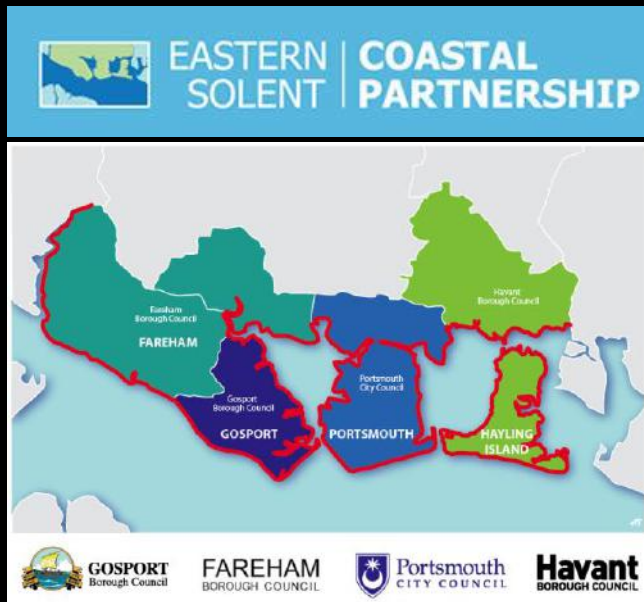 EASTERN
SOLENT
COASTAL
PARTNERSHIP
Fareham
Borough Council
FAREHAM
Havant
Borough Council
Gosport
Borough Council
GOSPORT
Portsmouth
City Council
PORTSMOUTH
HAYLING
ISLAND
GOSPORT
Borough Council
FAREHAM
BOROUGH COUNCIL
Portsmouth
CITY COUNCIL
Havant
BOROUGH COUNCIL